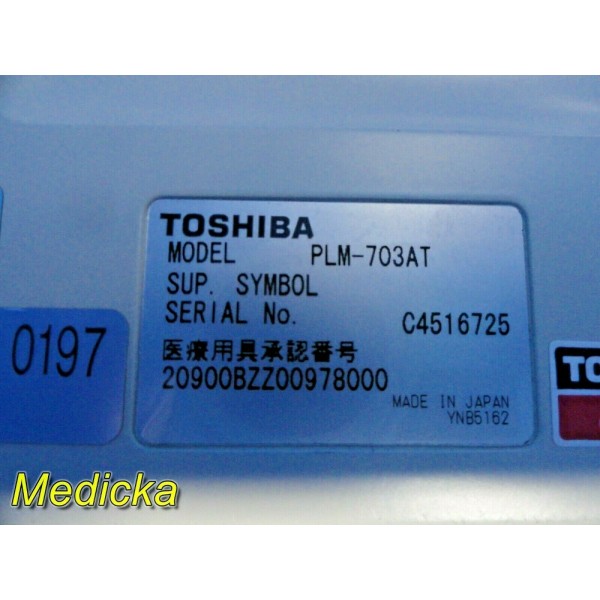 TOSHIBA
MODEL PLM-703AT
SUP. SYMBOL
SERIAL No. C4516725
医療用具承認番号
20900BZZ00978000
MADE IN JAPAN
YNB5162
0197
TO
Medicka